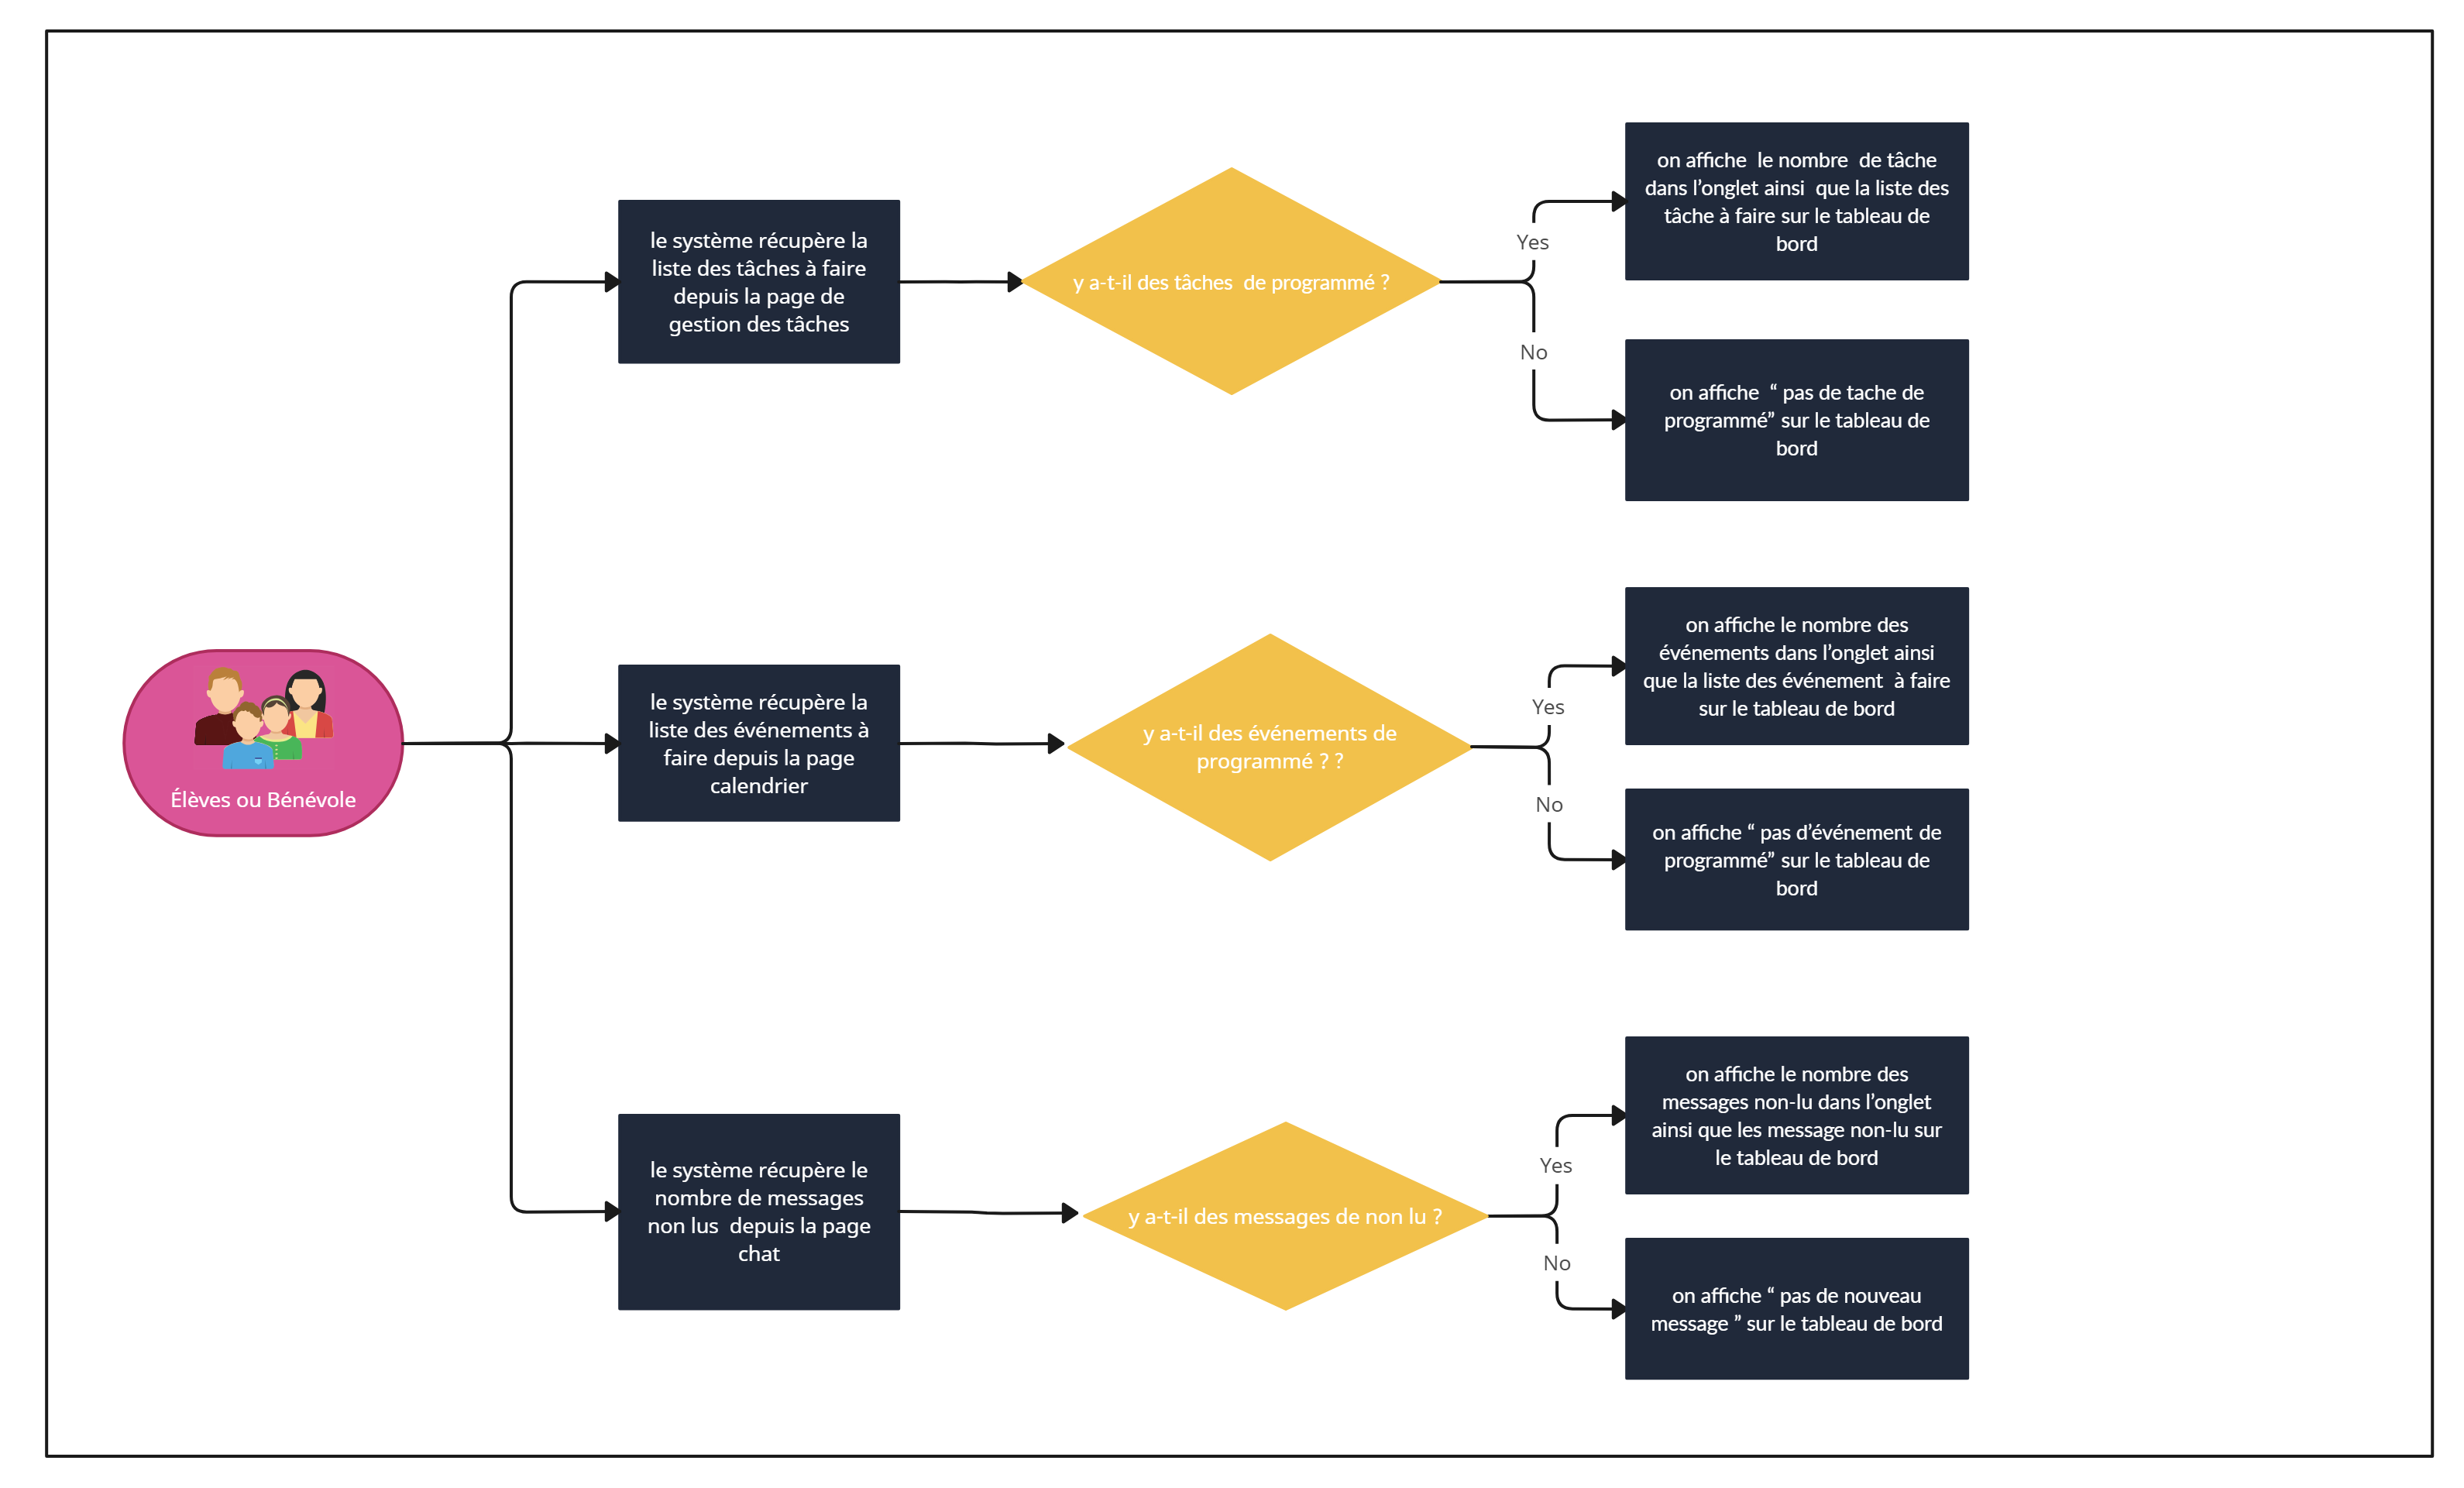 Élèves ou Bénévole
le système récupère la
liste des tâches à faire
depuis la page de
gestion des tâches
y a-t-il des tâches  de programmé ?
Yes
No
on affiche  le nombre  de tâche
dans l’onglet ainsi  que la liste des
tâche à faire sur le tableau de
bord
on affiche  “ pas de tache de
programmé” sur le tableau de
bord
le système récupère la
liste des événements à
faire depuis la page
calendrier
y a-t-il des événements de
programmé ? ?
Yes
No
on affiche le nombre des
événements dans l’onglet ainsi
que la liste des événement  à faire
sur le tableau de bord
on affiche “ pas d’événement de
programmé” sur le tableau de
bord
le système récupère le
nombre de messages
non lus  depuis la page
chat
y a-t-il des messages de non lu ?
Yes
No
on affiche le nombre des
messages non-lu dans l’onglet
ainsi que les message non-lu sur
le tableau de bord
on affiche “ pas de nouveau
message ” sur le tableau de bord